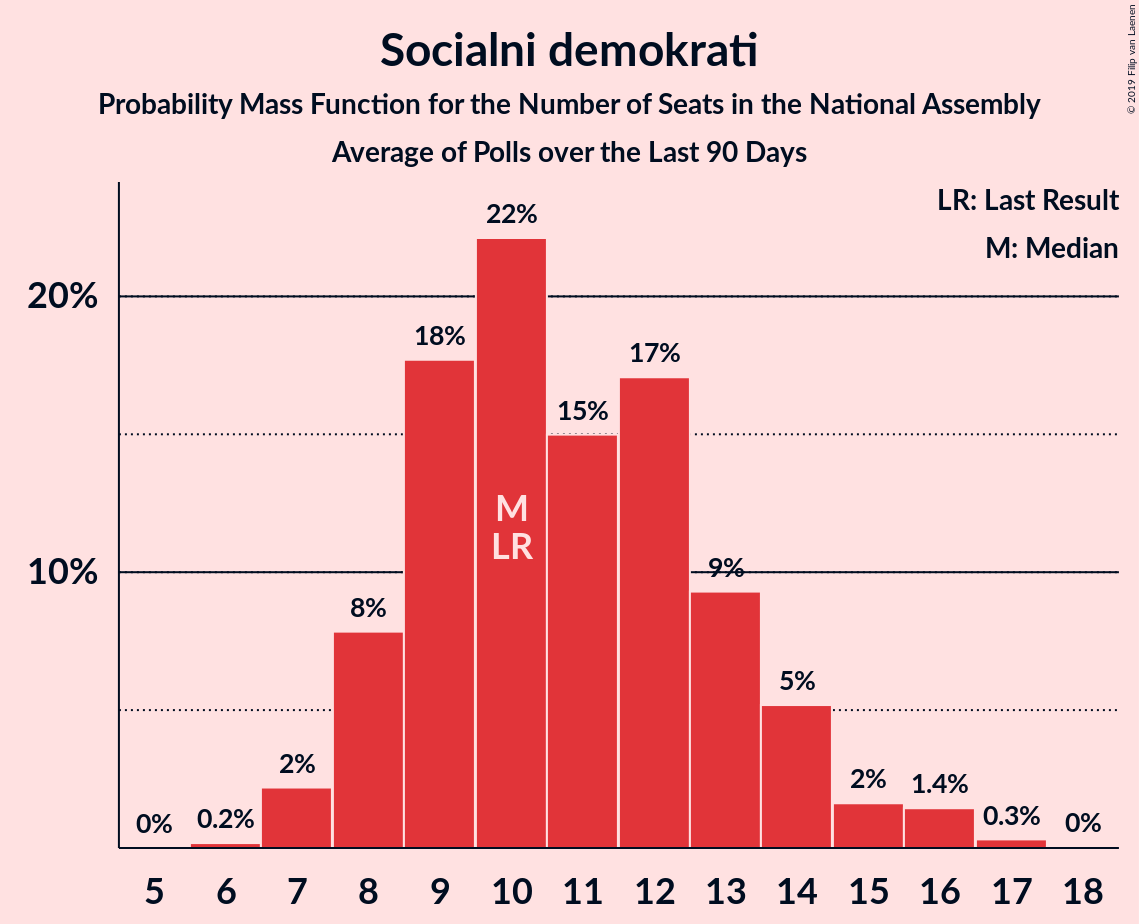 Socialni demokrati
Probability Mass Function for the Number of Seats in the National Assembly
Average of Polls over the Last 90 Days
© 2019 Filip van Laenen
LR: Last Result
M: Median
20%
10%
0%
0.2%
2%
8%
18%
22%
15%
17%
9%
5%
2%
1.4%
0.3%
0%
M
LR
5 6 7 8 9 10 11 12 13 14 15 16 17 18